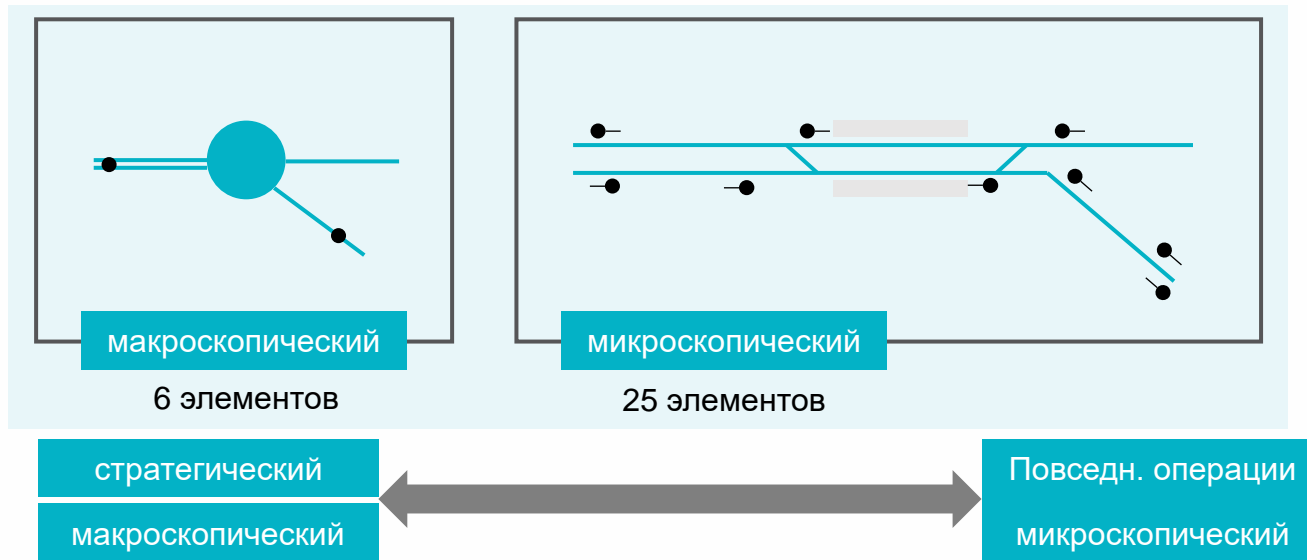 макроскопический
микроскопический
6 элементов
25 элементов
стратегический
Повседн. операции
макроскопический
микроскопический